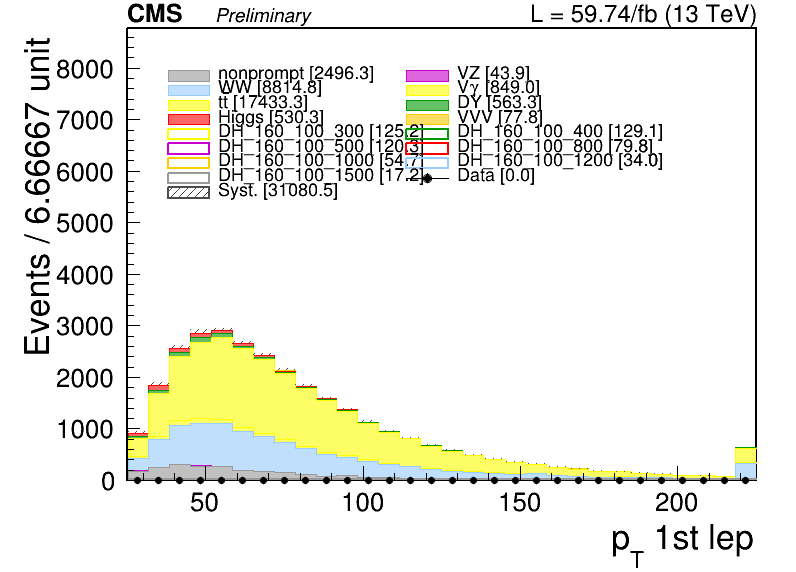 CMS Preliminary L = 59.74/fb (13 TeV)
Events / 6.66667 unit
8000
7000
6000
5000
4000
3000
2000
1000
0
nonprompt [2496.3] VZ [43.9]
WW [8814.8] Vγ [849.0]
tt [17433.3] DY [563.3]
Higgs [530.3] VVV [77.8]
DH_160_100_300 [125.2] DH_160_100_400 [129.1]
DH_160_100_500 [120.3] DH_160_100_800 [79.8]
DH_160_100_1000 [54.7] DH_160_100_1200 [34.0]
DH_160_100_1500 [17.2] Data [0.0]
Syst. [31080.5]
50 100 150 200
p_T 1st lep